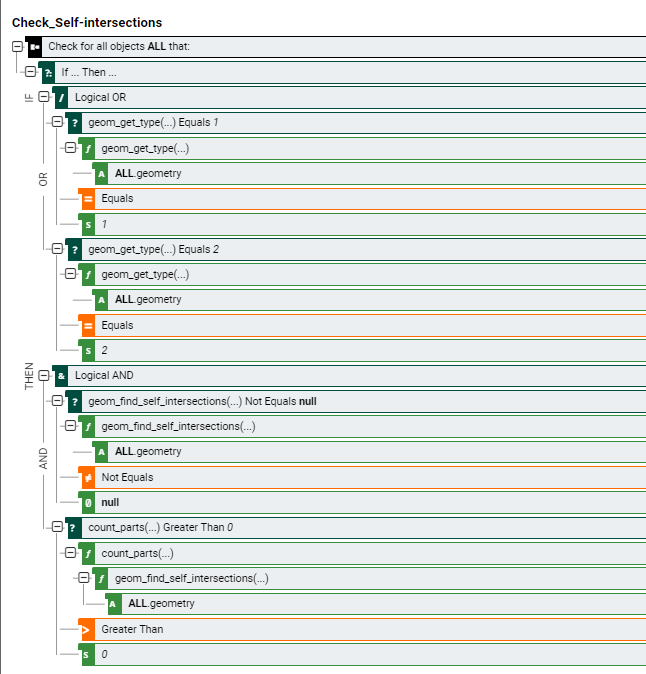 Check_Self-intersections
Check for all objects ALL that:
?: If ... Then ...
IF / Logical OR
? geom_get_type(...) Equals 1
f geom_get_type(...)
A ALL.geometry
OR
= Equals
S 1
? geom_get_type(...) Equals 2
f geom_get_type(...)
A ALL.geometry
= Equals
S 2
THEN & Logical AND
? geom_find_self_intersections(...) Not Equals null
f geom_find_self_intersections(...)
A ALL.geometry
AND
≠ Not Equals
Ø null
? count_parts(...) Greater Than 0
f count_parts(...)
f geom_find_self_intersections(...)
A ALL.geometry
> Greater Than
S 0